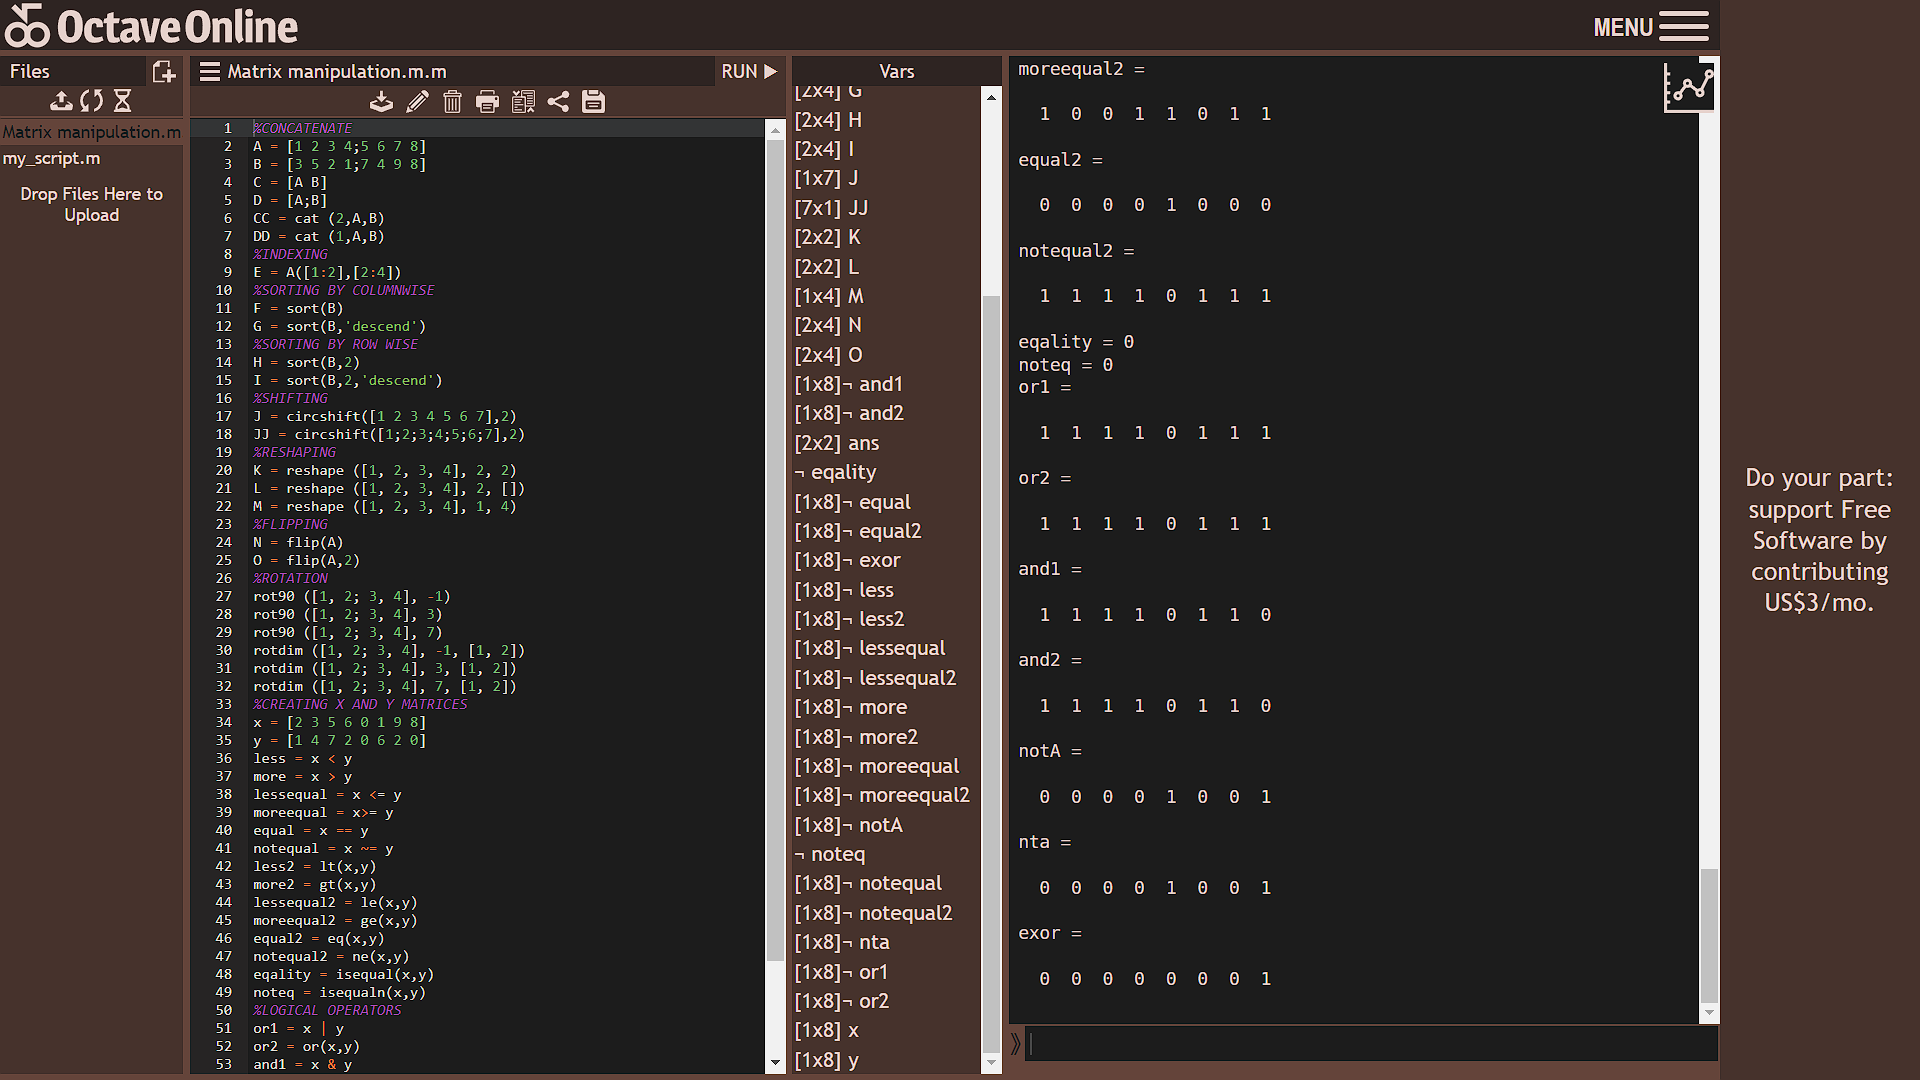 Octave Online
MENU
Files
Matrix manipulation.m
my_script.m
Drop Files Here to
Upload
Matrix manipulation.m.m
RUN
1 %CONCATENATE
2 A = [1 2 3 4;5 6 7 8]
3 B = [3 5 2 1;7 4 9 8]
4 C = [A B]
5 D = [A;B]
6 CC = cat (2,A,B)
7 DD = cat (1,A,B)
8 %INDEXING
9 E = A([1:2],[2:4])
10 %SORTING BY COLUMNWISE
11 F = sort(B)
12 G = sort(B,'descend')
13 %SORTING BY ROW WISE
14 H = sort(B,2)
15 I = sort(B,2,'descend')
16 %SHIFTING
17 J = circshift([1 2 3 4 5 6 7],2)
18 JJ = circshift([1;2;3;4;5;6;7],2)
19 %RESHAPING
20 K = reshape ([1, 2, 3, 4], 2, 2)
21 L = reshape ([1, 2, 3, 4], 2, [])
22 M = reshape ([1, 2, 3, 4], 1, 4)
23 %FLIPPING
24 N = flip(A)
25 O = flip(A,2)
26 %ROTATION
27 rot90 ([1, 2; 3, 4], -1)
28 rot90 ([1, 2; 3, 4], 3)
29 rot90 ([1, 2; 3, 4], 7)
30 rotdim ([1, 2; 3, 4], -1, [1, 2])
31 rotdim ([1, 2; 3, 4], 3, [1, 2])
32 rotdim ([1, 2; 3, 4], 7, [1, 2])
33 %CREATING X AND Y MATRICES
34 x = [2 3 5 6 0 1 9 8]
35 y = [1 4 7 2 0 6 2 0]
36 less = x < y
37 more = x > y
38 lessequal = x <= y
39 moreequal = x>= y
40 equal = x == y
41 notequal = x ~= y
42 less2 = lt(x,y)
43 more2 = gt(x,y)
44 lessequal2 = le(x,y)
45 moreequal2 = ge(x,y)
46 equal2 = eq(x,y)
47 notequal2 = ne(x,y)
48 eqality = isequal(x,y)
49 noteq = isequaln(x,y)
50 %LOGICAL OPERATORS
51 or1 = x | y
52 or2 = or(x,y)
53 and1 = x & y
Vars
[2x4] G
[2x4] H
[2x4] I
[1x7] J
[7x1] JJ
[2x2] K
[2x2] L
[1x4] M
[2x4] N
[2x4] O
[1x8]¬ and1
[1x8]¬ and2
[2x2] ans
¬ eqality
[1x8]¬ equal
[1x8]¬ equal2
[1x8]¬ exor
[1x8]¬ less
[1x8]¬ less2
[1x8]¬ lessequal
[1x8]¬ lessequal2
[1x8]¬ more
[1x8]¬ more2
[1x8]¬ moreequal
[1x8]¬ moreequal2
[1x8]¬ notA
¬ noteq
[1x8]¬ notequal
[1x8]¬ notequal2
[1x8]¬ nta
[1x8]¬ or1
[1x8]¬ or2
[1x8] x
[1x8] y
moreequal2 =
1 0 0 1 1 0 1 1
equal2 =
0 0 0 0 1 0 0 0
notequal2 =
1 1 1 1 0 1 1 1
eqality = 0
noteq = 0
or1 =
1 1 1 1 0 1 1 1
or2 =
1 1 1 1 0 1 1 1
and1 =
1 1 1 1 0 1 1 0
and2 =
1 1 1 1 0 1 1 0
notA =
0 0 0 0 1 0 0 1
nta =
0 0 0 0 1 0 0 1
exor =
0 0 0 0 0 0 0 1
Do your part:
support Free
Software by
contributing
US$3/mo.